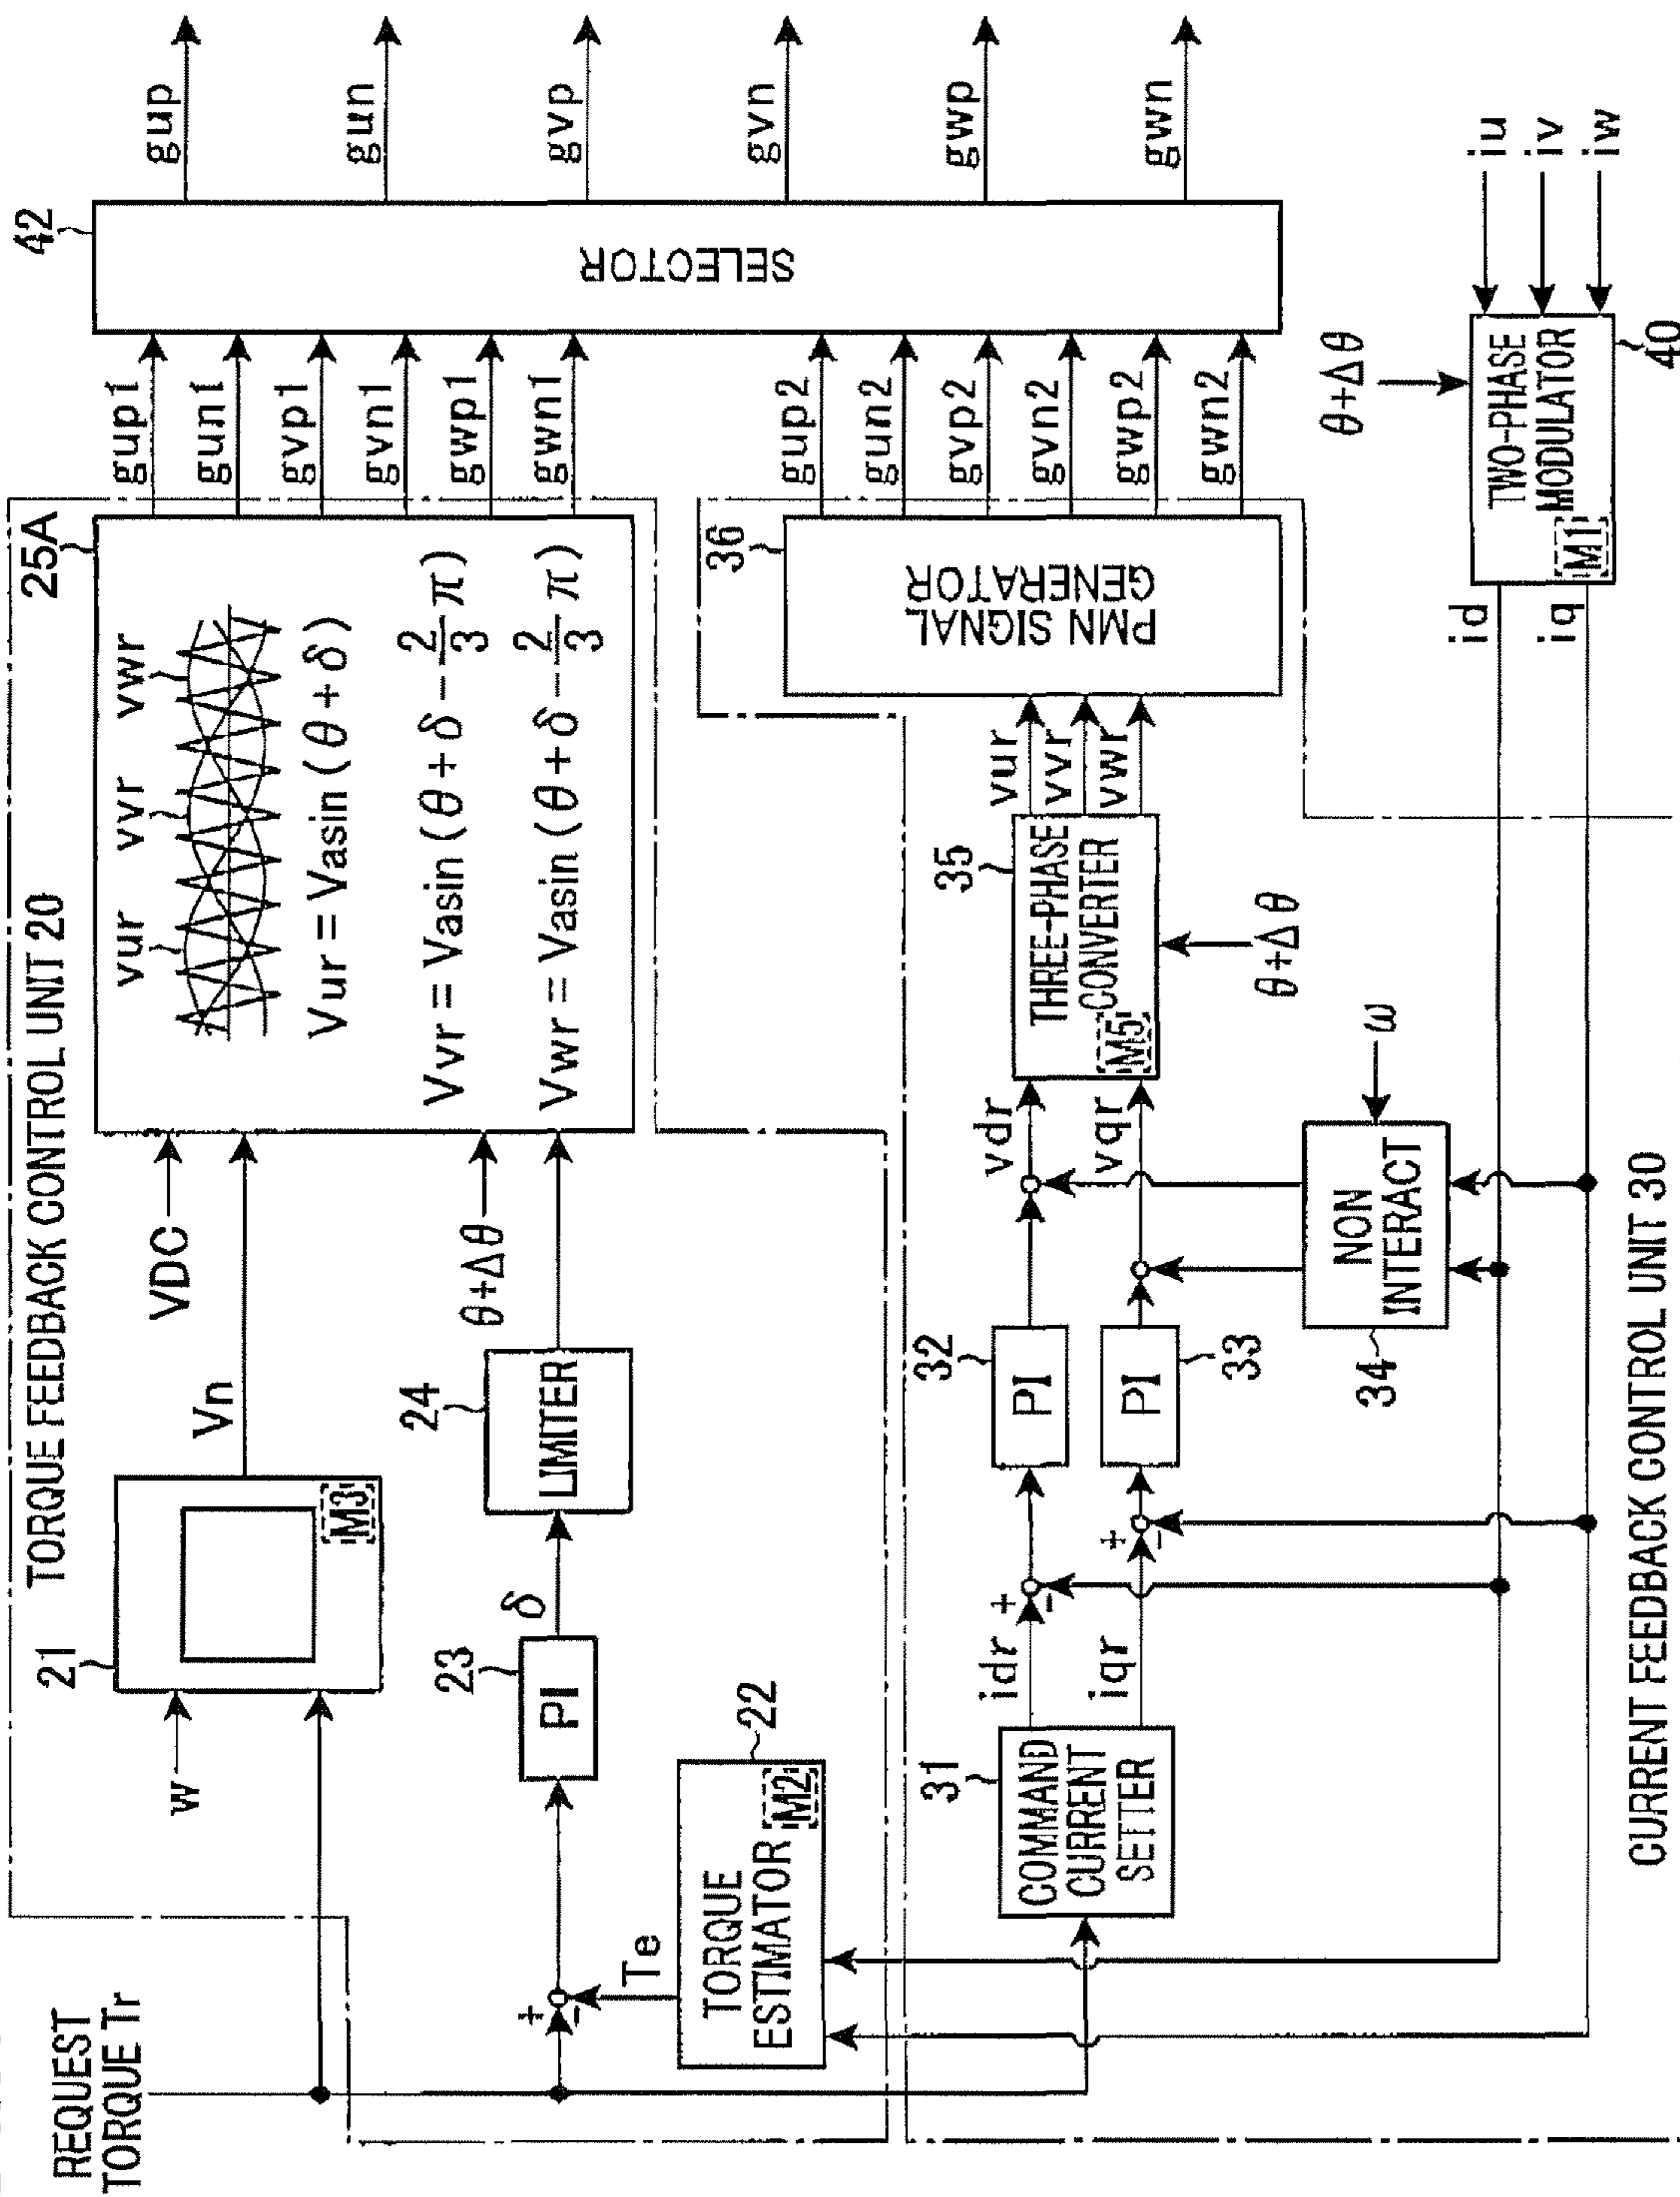 REQUEST
TORQUE Tr
TORQUE FEEDBACK CONTROL UNIT 20
21
w
M3
Vn
VDC
25A
vur
vvr
vwr
Vur = Vasin (θ + δ)
Vvr = Vasin (θ + δ - 2/3 π)
Vwr = Vasin (θ + δ - 2/3 π)
+
-
Te
23
PI
δ
24
LIMITER
θ+Δθ
22
TORQUE
ESTIMATOR
M2
gup1
gun1
gvp1
gvn1
gwp1
gwn1
42
SELECTOR
gup
gun
gvp
gvn
gwp
gwn
31
COMMAND
CURRENT
SETTER
idr
iqr
+
-
+
-
32
PI
PI
33
vdr
vqr
34
NON
INTERACT
ω
35
THREE-PHASE
CONVERTER
M5
θ+Δθ
vur
vvr
vwr
36
PMN SIGNAL
GENERATOR
gup2
gun2
gvp2
gvn2
gwp2
gwn2
id
iq
θ+Δθ
TWO-PHASE
MODULATOR
M1
40
iu
iv
iw
CURRENT FEEDBACK CONTROL UNIT 30